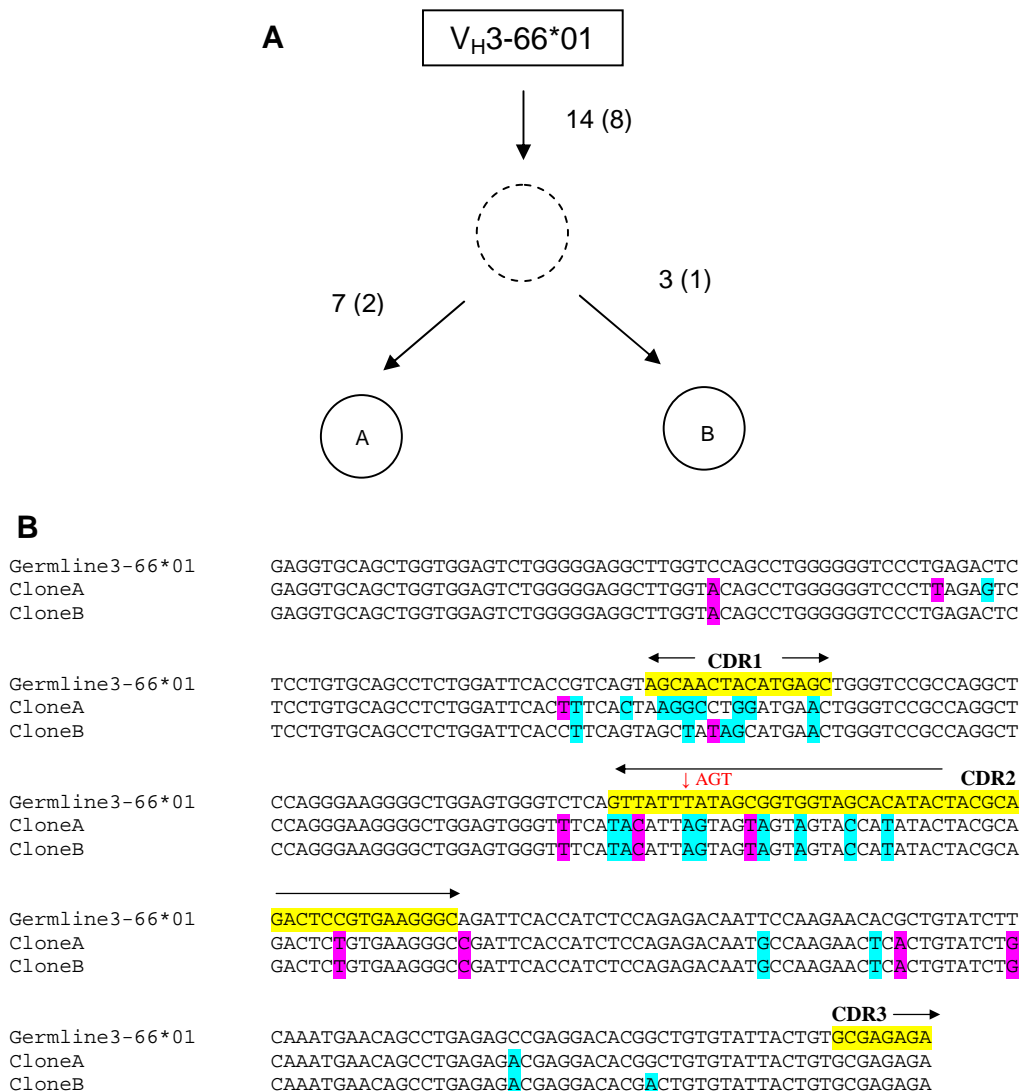 A
V_H3-66*01
14 (8)
7 (2)
3 (1)
A
B
B
Germline3-66*01 GAGGTGCAGCTGGTGGAGTCTGGGGGAGGCTTGGTCCAGCCTGGGGGGTCCCTGAGACTC
CloneA GAGGTGCAGCTGGTGGAGTCTGGGGGAGGCTTGGTACAGCCTGGGGGGTCCCTTAGAGTC
CloneB GAGGTGCAGCTGGTGGAGTCTGGGGGAGGCTTGGTACAGCCTGGGGGGTCCCTGAGACTC
CDR1
Germline3-66*01 TCCTGTGCAGCCTCTGGATTCACCGTCAGTAGCAACTACATGAGCTGGGTCCGCCAGGCT
CloneA TCCTGTGCAGCCTCTGGATTCACTTTCACTAAGGCCTGGATGAACTGGGTCCGCCAGGCT
CloneB TCCTGTGCAGCCTCTGGATTCACCTTCAGTAGCTATAGCATGAACTGGGTCCGCCAGGCT
↓ AGT CDR2
Germline3-66*01 CCAGGGAAGGGGCTGGAGTGGGTCTCAGTTATTTATAGCGGTGGTAGCACATACTACGCA
CloneA CCAGGGAAGGGGCTGGAGTGGGTTTCATACATTAGTAGTAGTAGTACCATATACTACGCA
CloneB CCAGGGAAGGGGCTGGAGTGGGTTTCATACATTAGTAGTAGTAGTACCATATACTACGCA
Germline3-66*01 GACTCCGTGAAGGGCAGATTCACCATCTCCAGAGACAATTCCAAGAACACGCTGTATCTT
CloneA GACTCTGTGAAGGGCCGATTCACCATCTCCAGAGACAATGCCAAGAACTCACTGTATCTG
CloneB GACTCTGTGAAGGGCCGATTCACCATCTCCAGAGACAATGCCAAGAACTCACTGTATCTG
CDR3
Germline3-66*01 CAAATGAACAGCCTGAGAGCCGAGGACACGGCTGTGTATTACTGTGCGAGAGA
CloneA CAAATGAACAGCCTGAGAGACGAGGACACGGCTGTGTATTACTGTGCGAGAGA
CloneB CAAATGAACAGCCTGAGAGACGAGGACACGACTGTGTATTACTGTGCGAGAGA